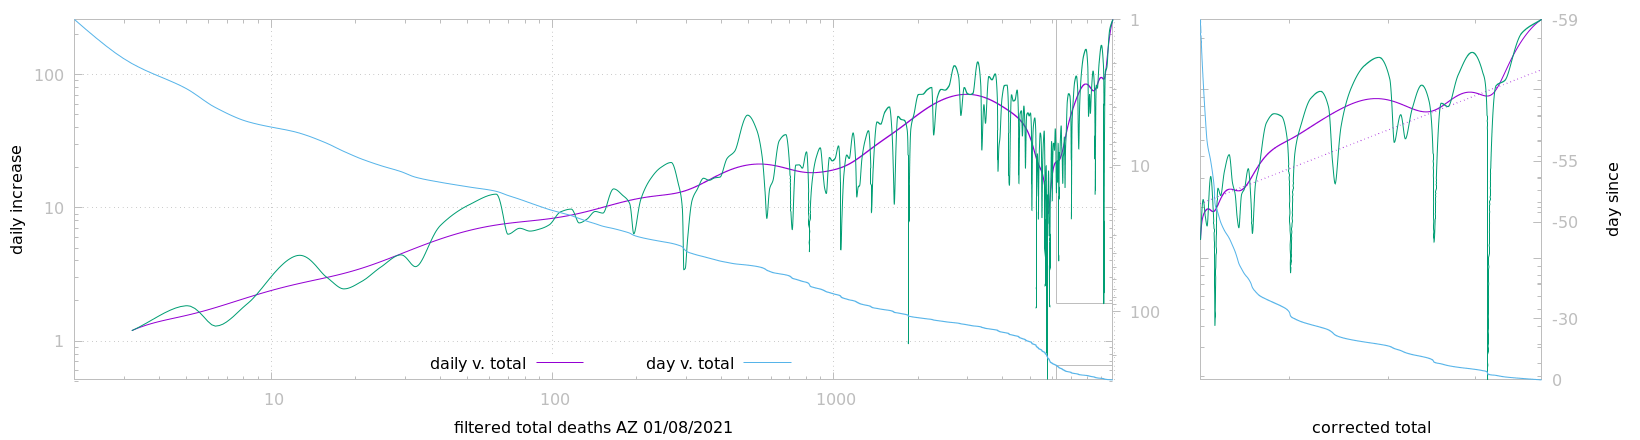 daily increase
100
10
1
10
100
1000
filtered total deaths AZ 01/08/2021
daily v. total
day v. total
1
10
100
-59
-55
-50
-30
0
day since
corrected total